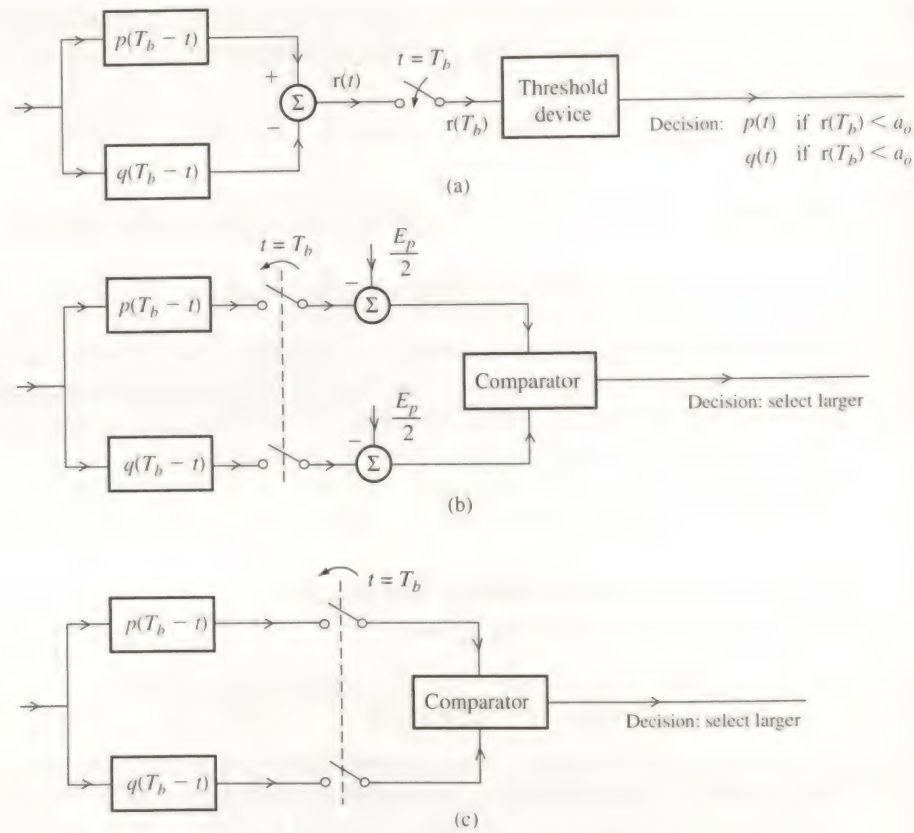 p(T_b − t)
+
Σ
−
r(t)
t = T_b
r(T_b)
Threshold
device
Decision: p(t) if r(T_b) < a_o
q(t) if r(T_b) < a_o
q(T_b − t)
(a)
t = T_b
p(T_b − t)
−
E_p
2
Σ
Comparator
Decision: select larger
q(T_b − t)
−
E_p
2
Σ
(b)
t = T_b
p(T_b − t)
Comparator
Decision: select larger
q(T_b − t)
(c)